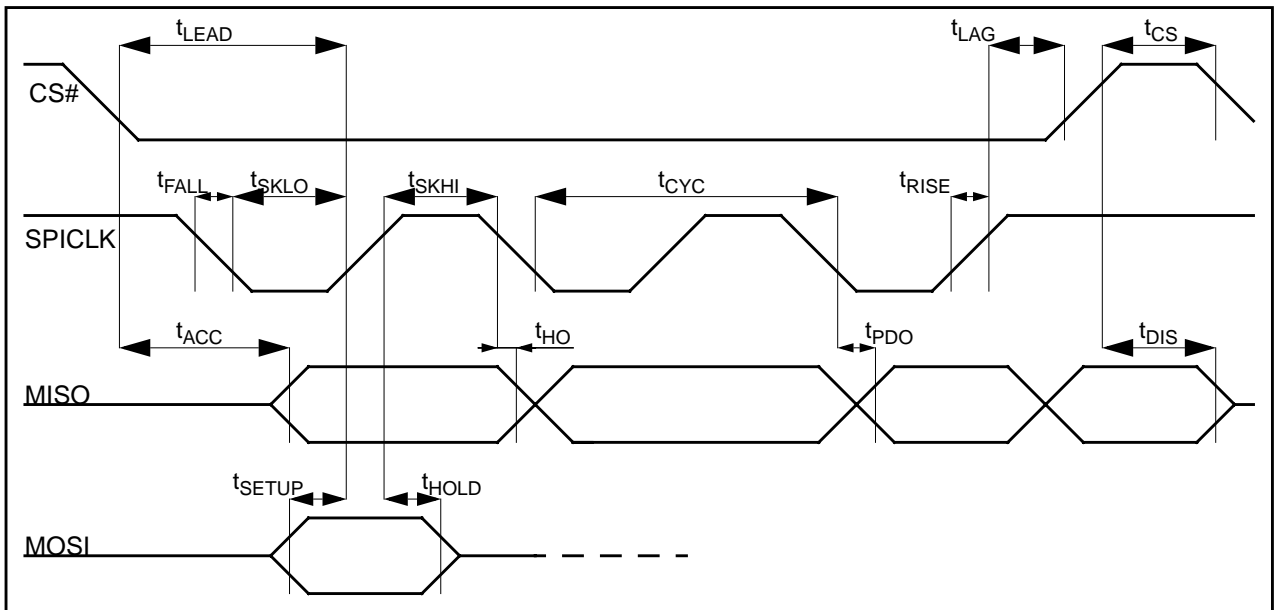 tLEAD tLAG tCS
CS#
tFALL tSKLO tSKHI tCYC tRISE
SPICLK
tACC tHO tPDO tDIS
MISO
tSETUP tHOLD
MOSI